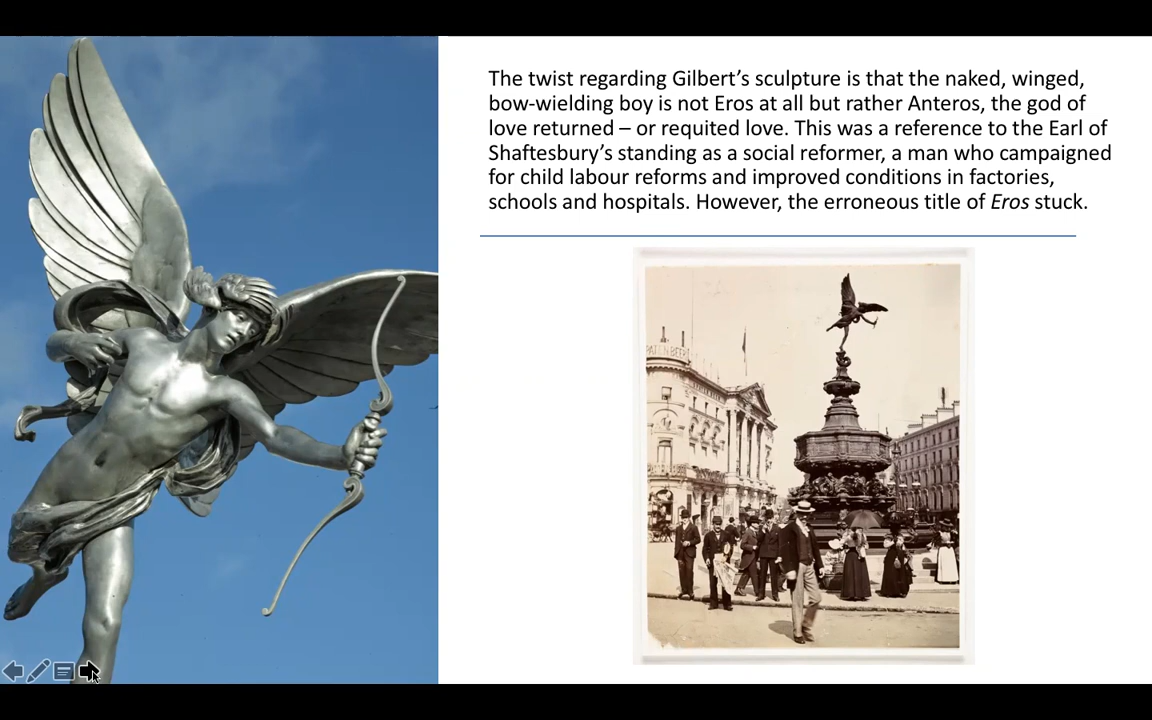 The twist regarding Gilbert’s sculpture is that the naked, winged,
bow-wielding boy is not Eros at all but rather Anteros, the god of
love returned – or requited love. This was a reference to the Earl of
Shaftesbury’s standing as a social reformer, a man who campaigned
for child labour reforms and improved conditions in factories,
schools and hospitals. However, the erroneous title of Eros stuck.